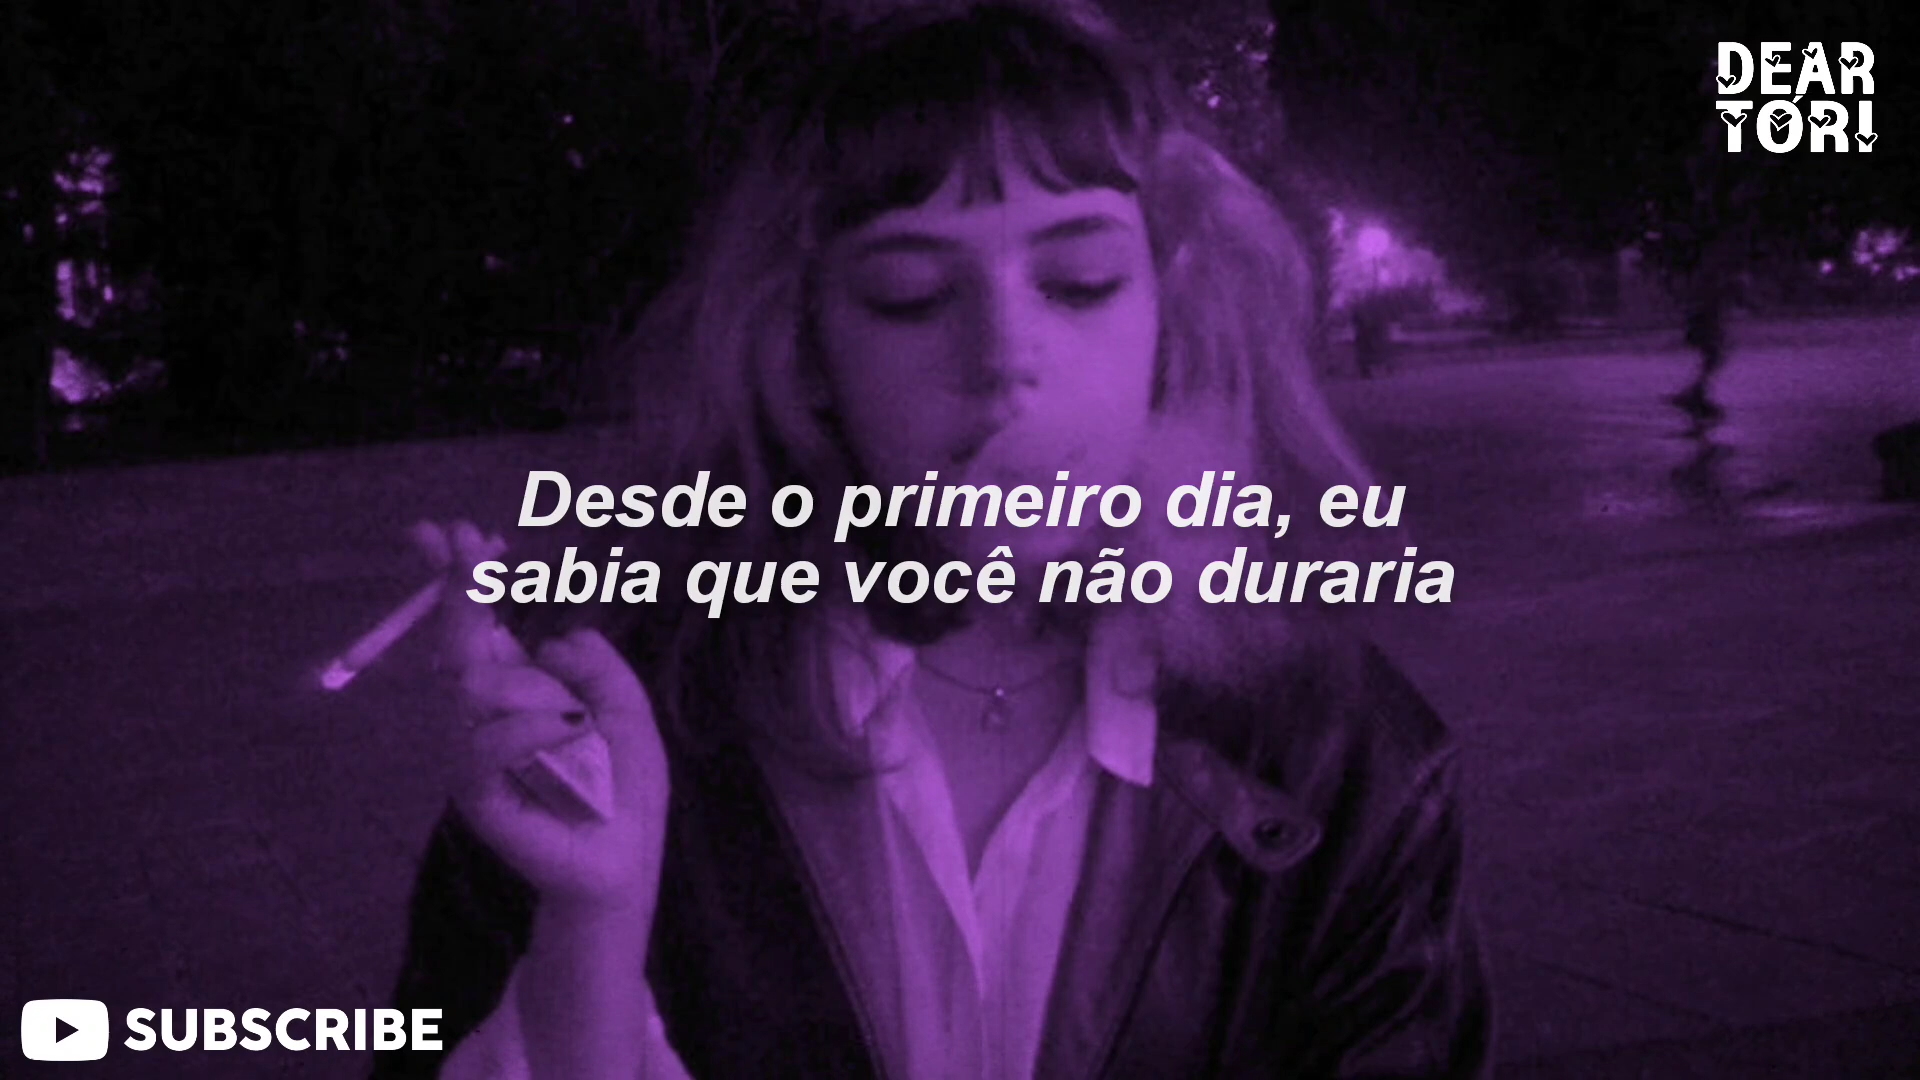 DEAR
TÓRI
Desde o primeiro dia, eu
sabia que você não duraria
SUBSCRIBE